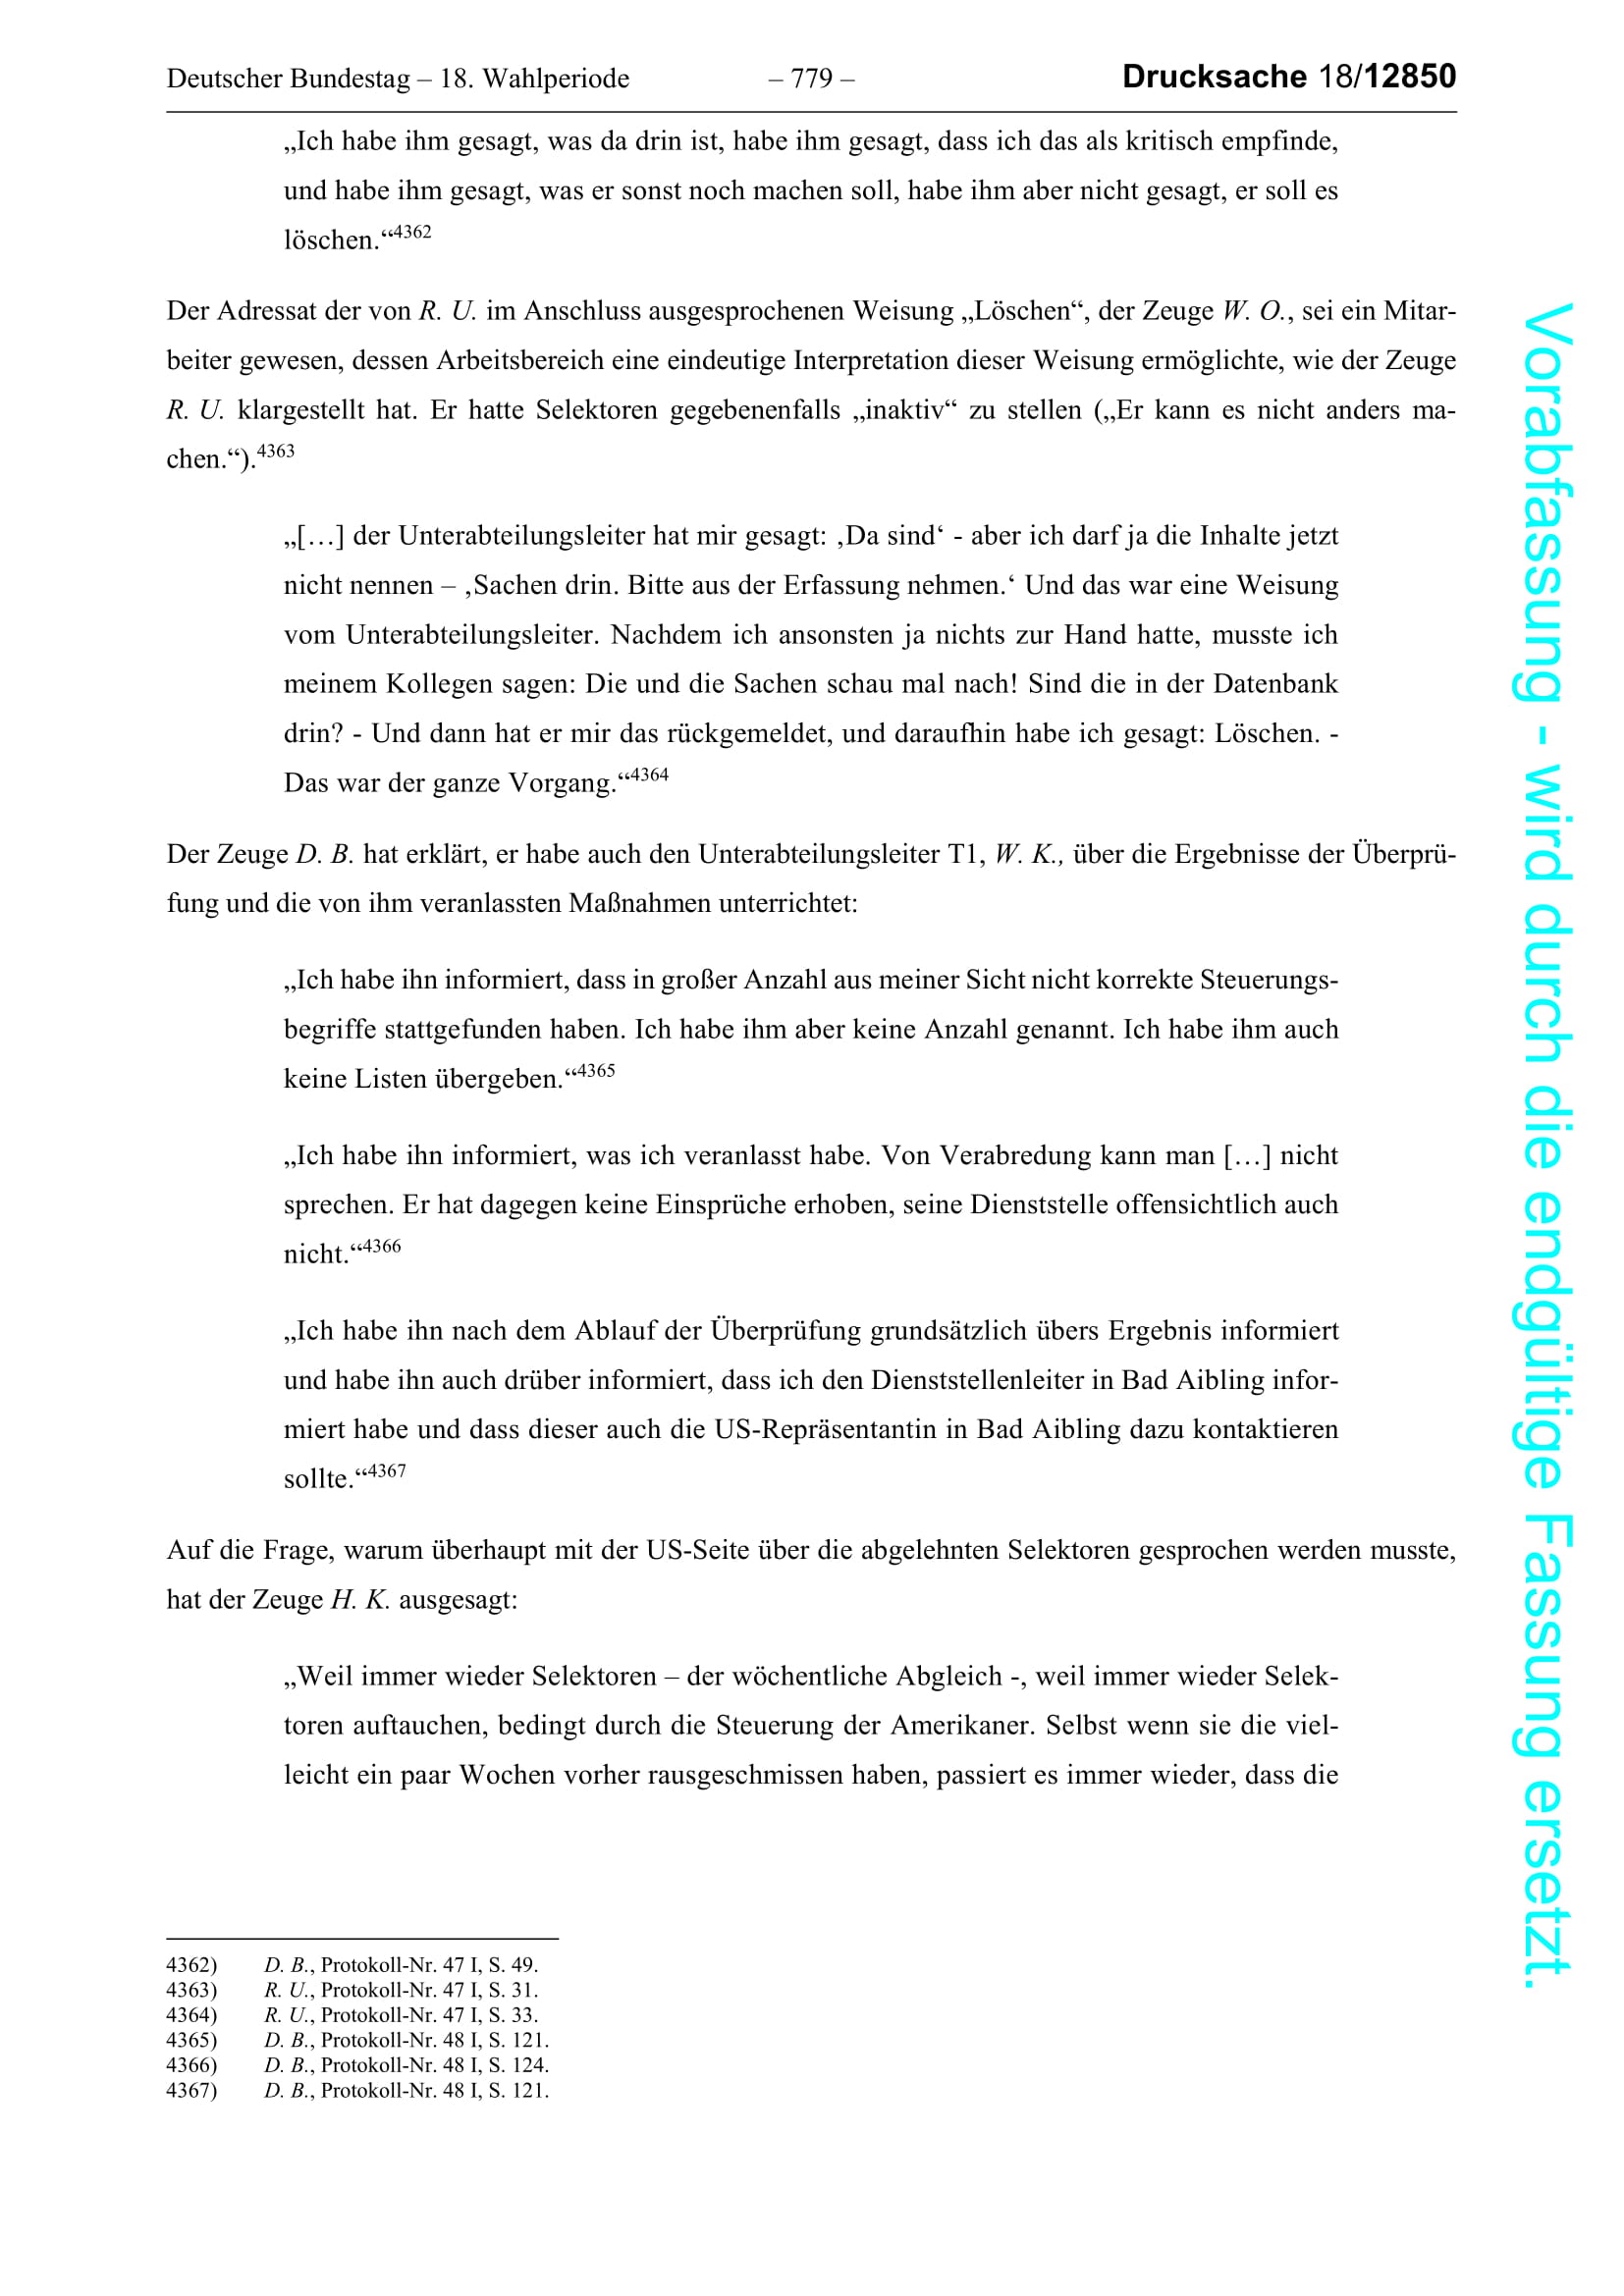 Deutscher Bundestag – 18. Wahlperiode – 779 – Drucksache 18/12850
„Ich habe ihm gesagt, was da drin ist, habe ihm gesagt, dass ich das als kritisch empfinde,
und habe ihm gesagt, was er sonst noch machen soll, habe ihm aber nicht gesagt, er soll es
löschen.“4362
Der Adressat der von R. U. im Anschluss ausgesprochenen Weisung „Löschen“, der Zeuge W. O., sei ein Mitar-
beiter gewesen, dessen Arbeitsbereich eine eindeutige Interpretation dieser Weisung ermöglichte, wie der Zeuge
R. U. klargestellt hat. Er hatte Selektoren gegebenenfalls „inaktiv“ zu stellen („Er kann es nicht anders ma-
chen.“).4363
„[…] der Unterabteilungsleiter hat mir gesagt: ‚Da sind‘ - aber ich darf ja die Inhalte jetzt
nicht nennen – ‚Sachen drin. Bitte aus der Erfassung nehmen.‘ Und das war eine Weisung
vom Unterabteilungsleiter. Nachdem ich ansonsten ja nichts zur Hand hatte, musste ich
meinem Kollegen sagen: Die und die Sachen schau mal nach! Sind die in der Datenbank
drin? - Und dann hat er mir das rückgemeldet, und daraufhin habe ich gesagt: Löschen. -
Das war der ganze Vorgang.“4364
Der Zeuge D. B. hat erklärt, er habe auch den Unterabteilungsleiter T1, W. K., über die Ergebnisse der Überprü-
fung und die von ihm veranlassten Maßnahmen unterrichtet:
„Ich habe ihn informiert, dass in großer Anzahl aus meiner Sicht nicht korrekte Steuerungs-
begriffe stattgefunden haben. Ich habe ihm aber keine Anzahl genannt. Ich habe ihm auch
keine Listen übergeben.“4365
„Ich habe ihn informiert, was ich veranlasst habe. Von Verabredung kann man […] nicht
sprechen. Er hat dagegen keine Einsprüche erhoben, seine Dienststelle offensichtlich auch
nicht.“4366
„Ich habe ihn nach dem Ablauf der Überprüfung grundsätzlich übers Ergebnis informiert
und habe ihn auch drüber informiert, dass ich den Dienststellenleiter in Bad Aibling infor-
miert habe und dass dieser auch die US-Repräsentantin in Bad Aibling dazu kontaktieren
sollte.“4367
Auf die Frage, warum überhaupt mit der US-Seite über die abgelehnten Selektoren gesprochen werden musste,
hat der Zeuge H. K. ausgesagt:
„Weil immer wieder Selektoren – der wöchentliche Abgleich -, weil immer wieder Selek-
toren auftauchen, bedingt durch die Steuerung der Amerikaner. Selbst wenn sie die viel-
leicht ein paar Wochen vorher rausgeschmissen haben, passiert es immer wieder, dass die
4362) D. B., Protokoll-Nr. 47 I, S. 49.
4363) R. U., Protokoll-Nr. 47 I, S. 31.
4364) R. U., Protokoll-Nr. 47 I, S. 33.
4365) D. B., Protokoll-Nr. 48 I, S. 121.
4366) D. B., Protokoll-Nr. 48 I, S. 124.
4367) D. B., Protokoll-Nr. 48 I, S. 121.
Vorabfassung - wird durch die endgültige Fassung ersetzt.